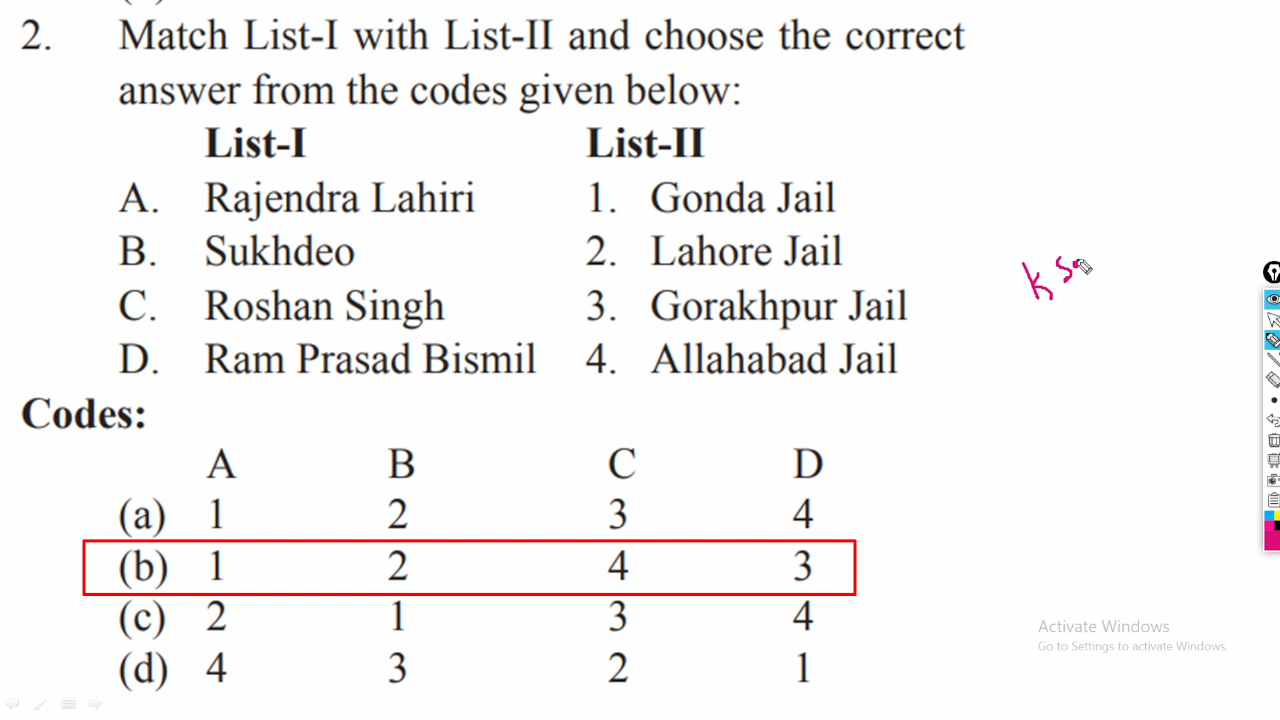 2. Match List-I with List-II and choose the correct
answer from the codes given below:
List-I List-II
A. Rajendra Lahiri 1. Gonda Jail
B. Sukhdeo 2. Lahore Jail
C. Roshan Singh 3. Gorakhpur Jail
D. Ram Prasad Bismil 4. Allahabad Jail
Codes:
A B C D
(a) 1 2 3 4
(b) 1 2 4 3
(c) 2 1 3 4
(d) 4 3 2 1
K S
Activate Windows
Go to Settings to activate Windows.